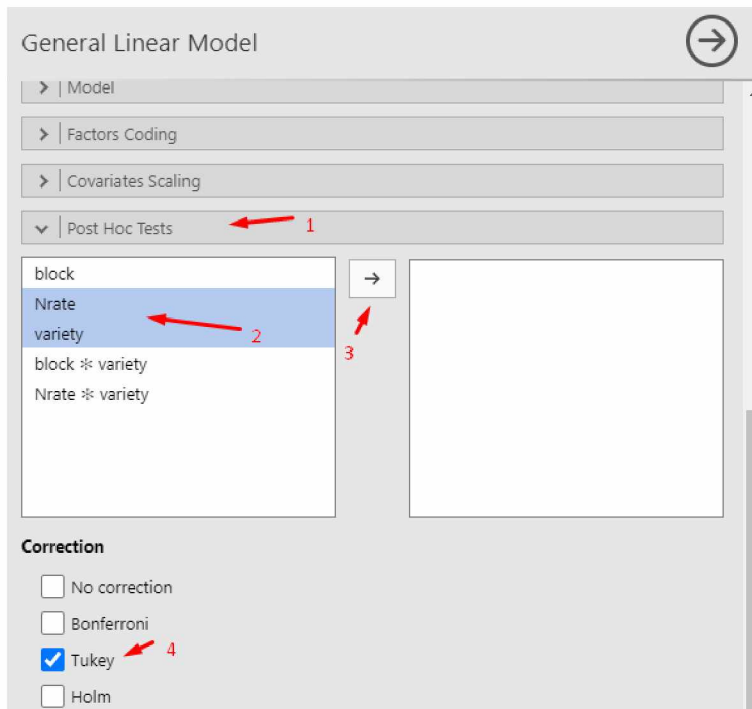 General Linear Model
Model
Factors Coding
Covariates Scaling
Post Hoc Tests
1
block
Nrate
variety
block ✻ variety
Nrate ✻ variety
2
3
Correction
No correction
Bonferroni
Tukey
4
Holm